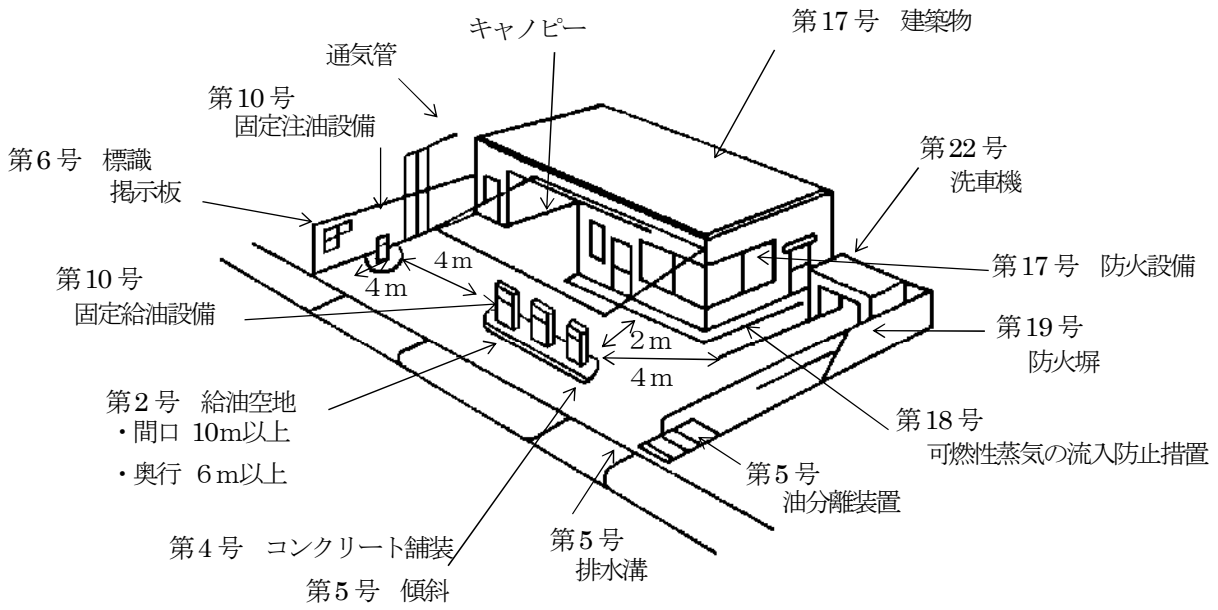 キャノピー
第17号 建築物
通気管
第10号
固定注油設備
第6号 標識
掲示板
第22号
洗車機
4m
4m
第10号
固定給油設備
第17号 防火設備
2m
4m
第19号
防火塀
第2号 給油空地
・間口 10m以上
・奥行 6m以上
第18号
可燃性蒸気の流入防止措置
第5号
油分離装置
第4号 コンクリート舗装
第5号 傾斜
第5号
排水溝